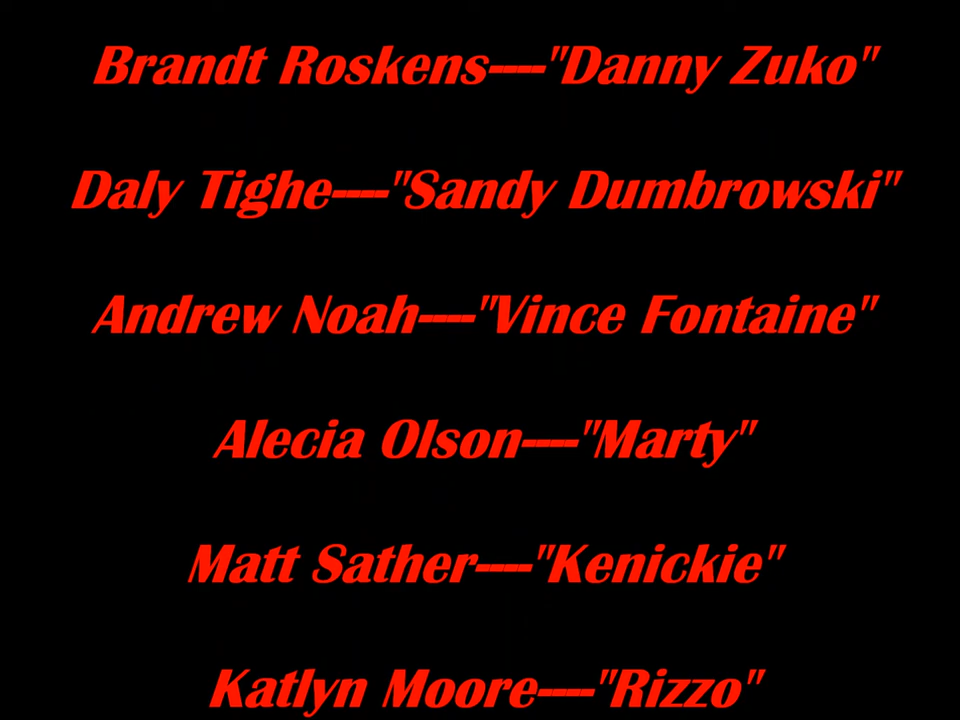 Brandt Roskens----"Danny Zuko"
Daly Tighe----"Sandy Dumbrowski"
Andrew Noah----"Vince Fontaine"
Alecia Olson----"Marty"
Matt Sather----"Kenickie"
Katlyn Moore----"Rizzo"